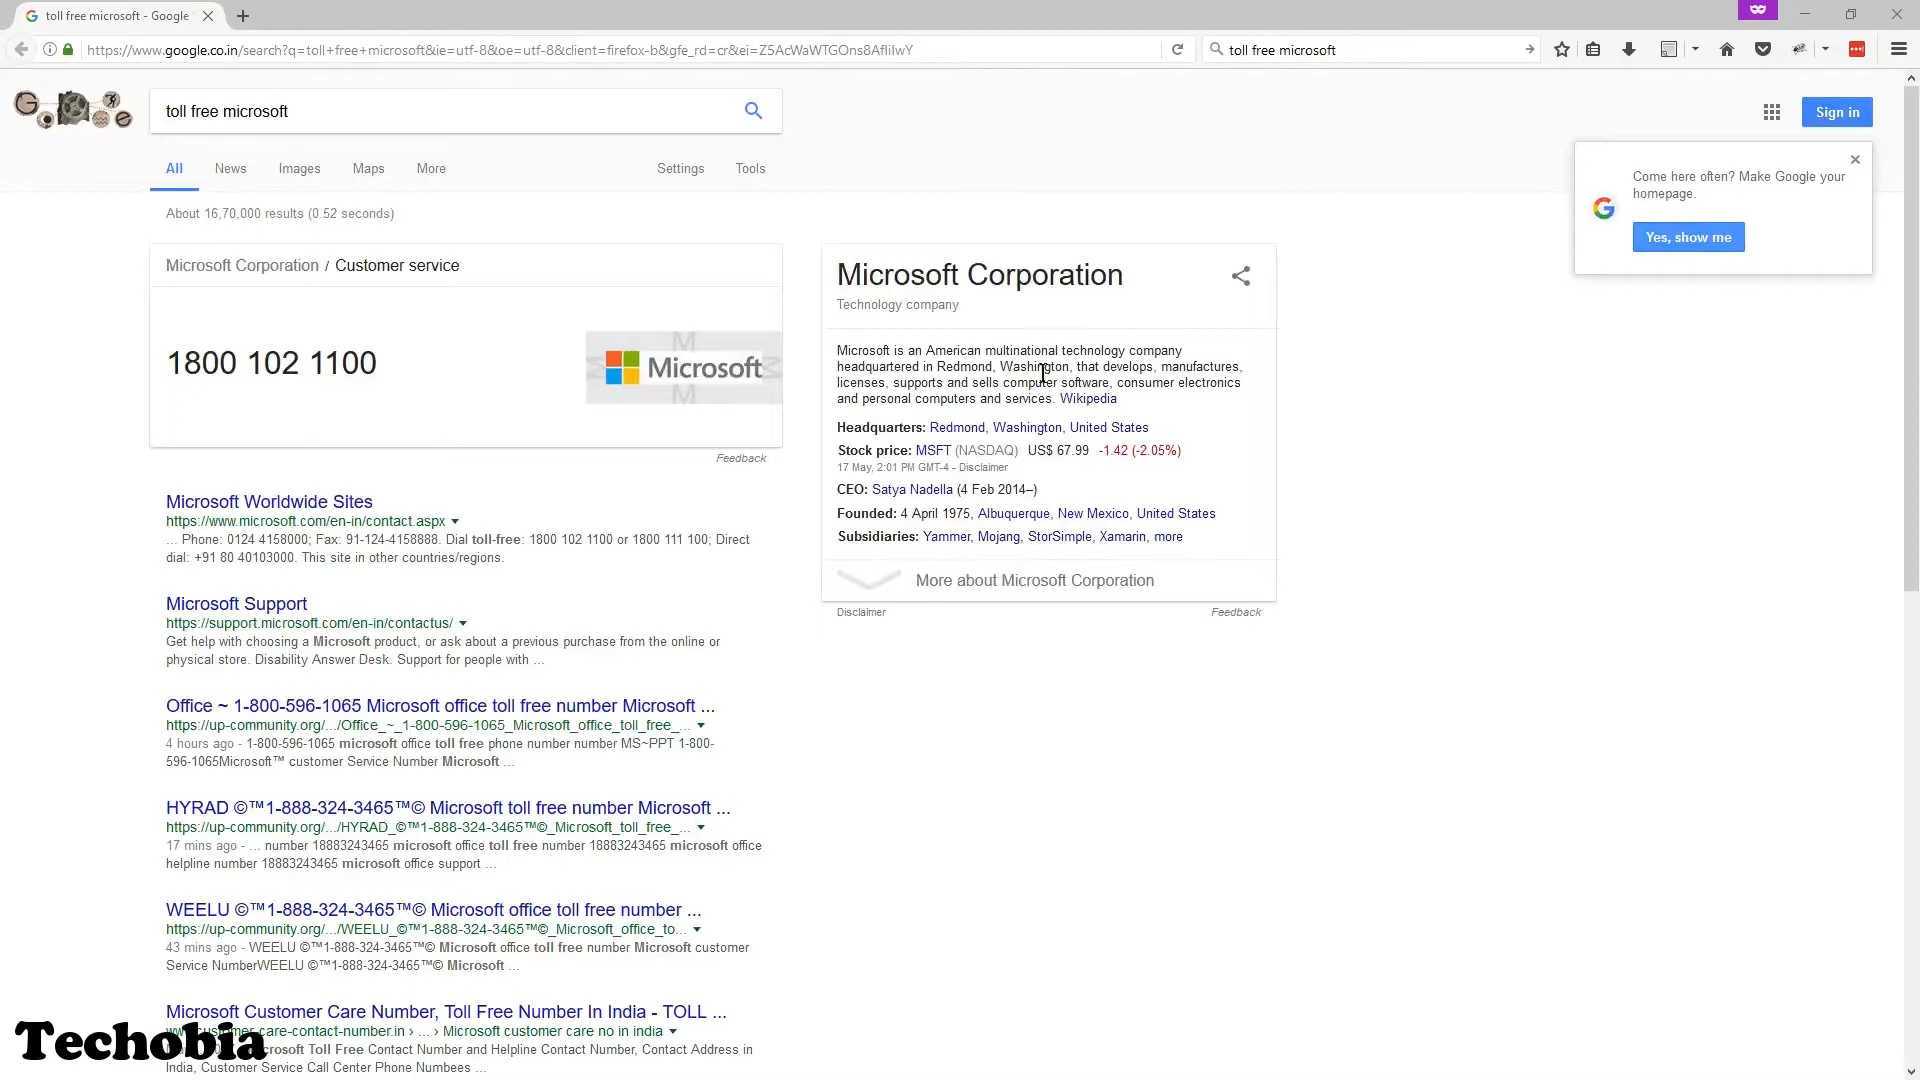 toll free microsoft - Google
https://www.google.co.in/search?q=toll+free+microsoft&ie=utf-8&oe=utf-8&client=firefox-b&gfe_rd=cr&ei=Z5AcWaWTGOns8AfIiIwY
toll free microsoft
toll free microsoft
Sign in
All News Images Maps More Settings Tools
Come here often? Make Google your
homepage.
Yes, show me
About 16,70,000 results (0.52 seconds)
Microsoft Corporation / Customer service
1800 102 1100
Microsoft
Feedback
Microsoft Worldwide Sites
https://www.microsoft.com/en-in/contact.aspx
... Phone: 0124 4158000; Fax: 91-124-4158888. Dial toll-free: 1800 102 1100 or 1800 111 100; Direct
dial: +91 80 40103000. This site in other countries/regions.
Microsoft Support
https://support.microsoft.com/en-in/contactus/
Get help with choosing a Microsoft product, or ask about a previous purchase from the online or
physical store. Disability Answer Desk. Support for people with ...
Office ~ 1-800-596-1065 Microsoft office toll free number Microsoft ...
https://up-community.org/.../Office_~_1-800-596-1065_Microsoft_office_toll_free_...
4 hours ago - 1-800-596-1065 microsoft office toll free phone number number MS~PPT 1-800-
596-1065Microsoft™ customer Service Number Microsoft ...
HYRAD ©™1-888-324-3465™© Microsoft toll free number Microsoft ...
https://up-community.org/.../HYRAD_©™1-888-324-3465™©_Microsoft_toll_free_...
17 mins ago - ... number 18883243465 microsoft office toll free number 18883243465 microsoft office
helpline number 18883243465 microsoft office support ...
WEELU ©™1-888-324-3465™© Microsoft office toll free number ...
https://up-community.org/.../WEELU_©™1-888-324-3465™©_Microsoft_office_to...
43 mins ago - WEELU ©™1-888-324-3465™© Microsoft office toll free number Microsoft customer
Service NumberWEELU ©™1-888-324-3465™© Microsoft ...
Microsoft Customer Care Number, Toll Free Number In India - TOLL ...
www.customer-care-contact-number.in › ... › Microsoft customer care no in india
Microsoft Toll Free Contact Number and Helpline Contact Number, Contact Address in
India, Customer Service Call Center Phone Numbees ...
Microsoft Corporation
Technology company
Microsoft is an American multinational technology company
headquartered in Redmond, Washington, that develops, manufactures,
licenses, supports and sells computer software, consumer electronics
and personal computers and services. Wikipedia
Headquarters: Redmond, Washington, United States
Stock price: MSFT (NASDAQ) US$ 67.99 -1.42 (-2.05%)
17 May, 2:01 PM GMT-4 - Disclaimer
CEO: Satya Nadella (4 Feb 2014–)
Founded: 4 April 1975, Albuquerque, New Mexico, United States
Subsidiaries: Yammer, Mojang, StorSimple, Xamarin, more
More about Microsoft Corporation
Disclaimer
Feedback
Techobia